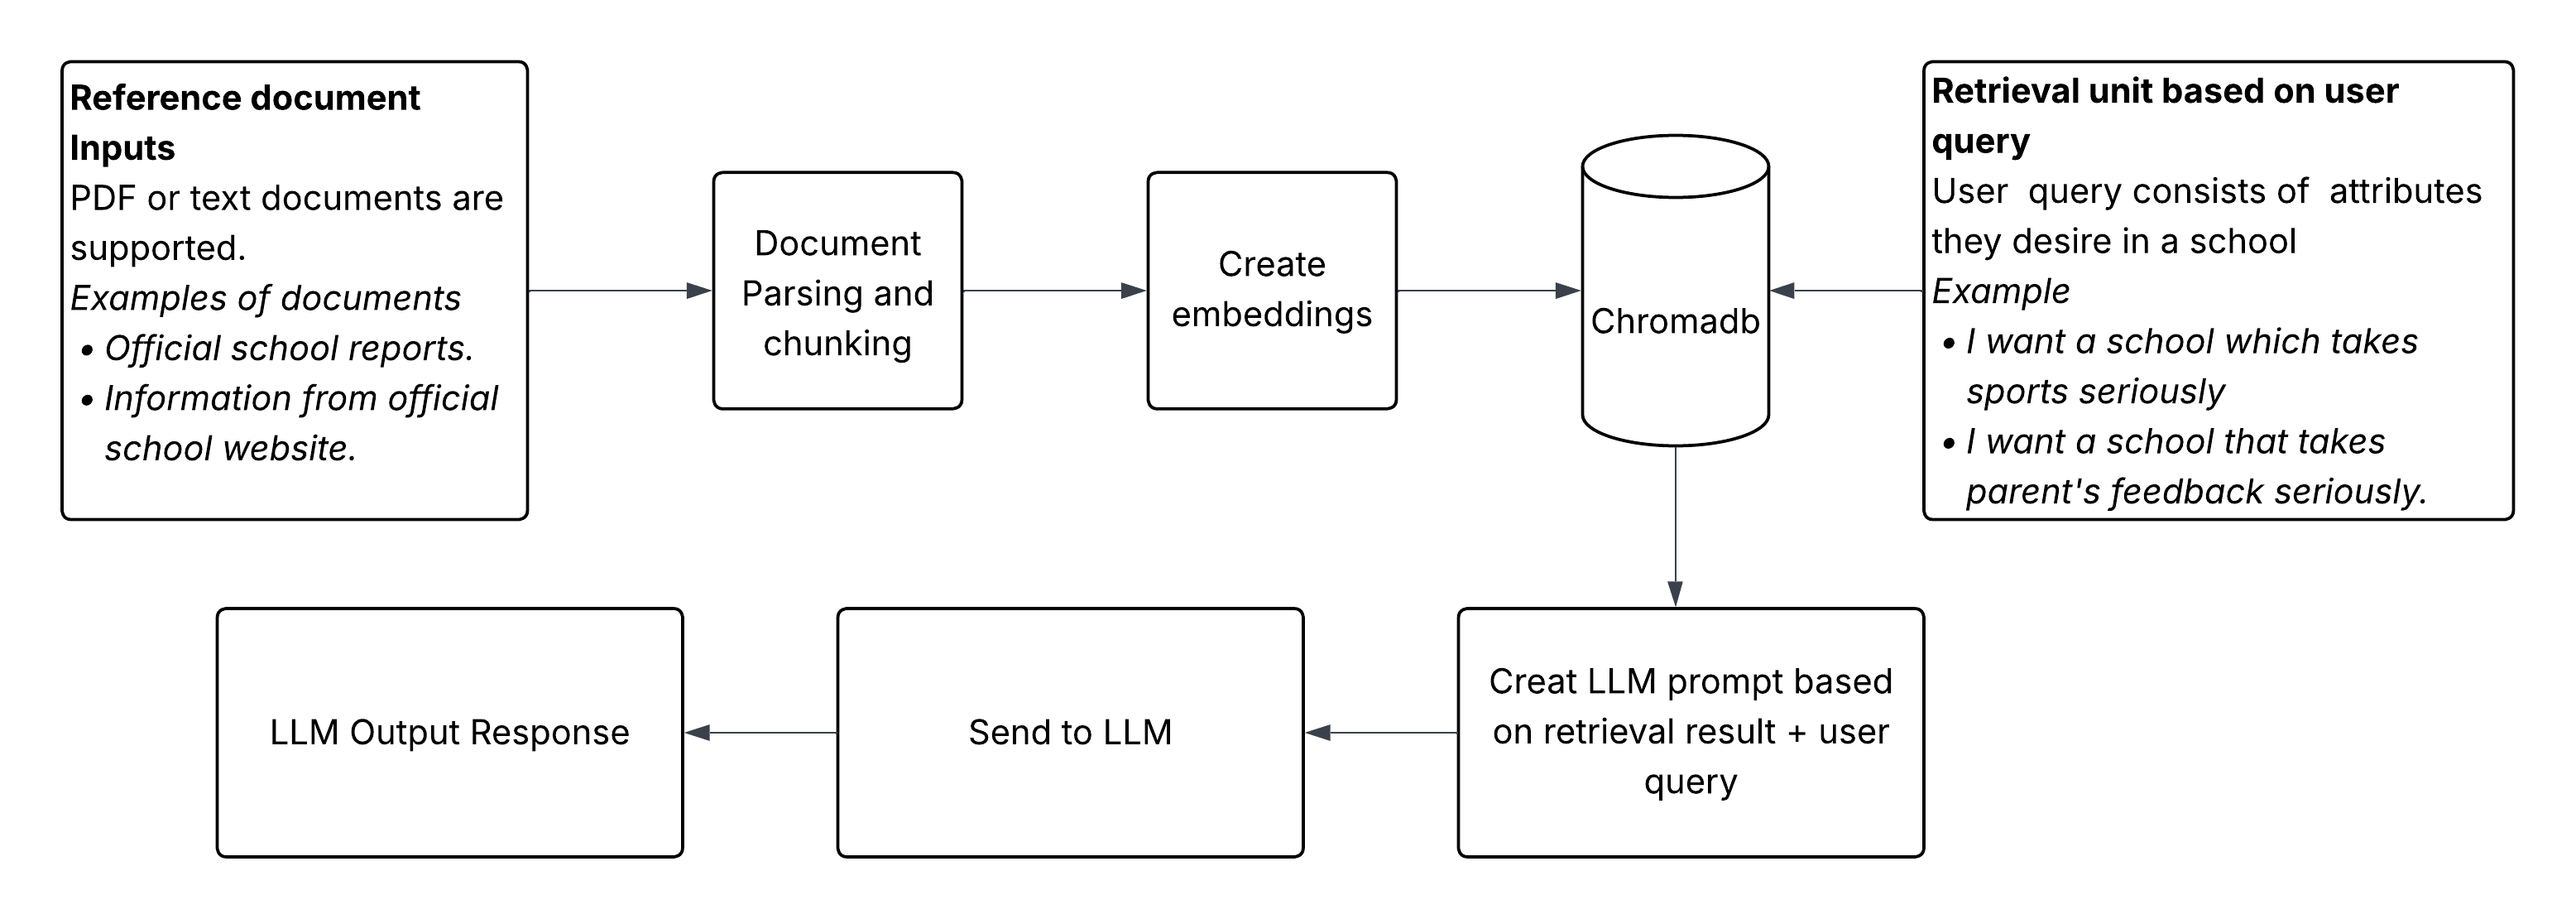 Reference document
Inputs
PDF or text documents are
supported.
Examples of documents
• Official school reports.
• Information from official
school website.
Document
Parsing and
chunking
Create
embeddings
Chromadb
Retrieval unit based on user
query
User  query consists of  attributes
they desire in a school
Example
• I want a school which takes
sports seriously
• I want a school that takes
parent's feedback seriously.
Creat LLM prompt based
on retrieval result + user
query
Send to LLM
LLM Output Response